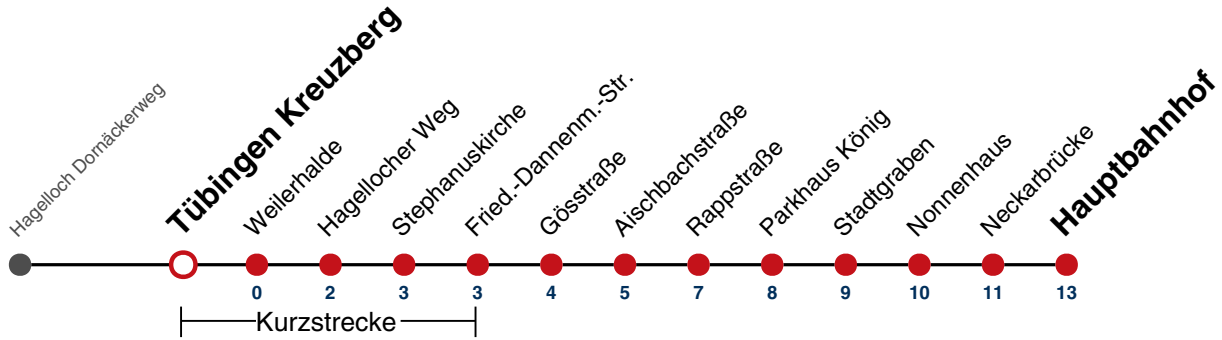 Hagelloch Dornäckerweg
Tübingen Kreuzberg
Weilerhalde
Hagellocher Weg
Stephanuskirche
Fried.-Dannenm.-Str.
Gösstraße
Aischbachstraße
Rappstraße
Parkhaus König
Stadtgraben
Nonnenhaus
Neckarbrücke
Hauptbahnhof
0 2 3 3 4 5 7 8 9 10 11 13
Kurzstrecke